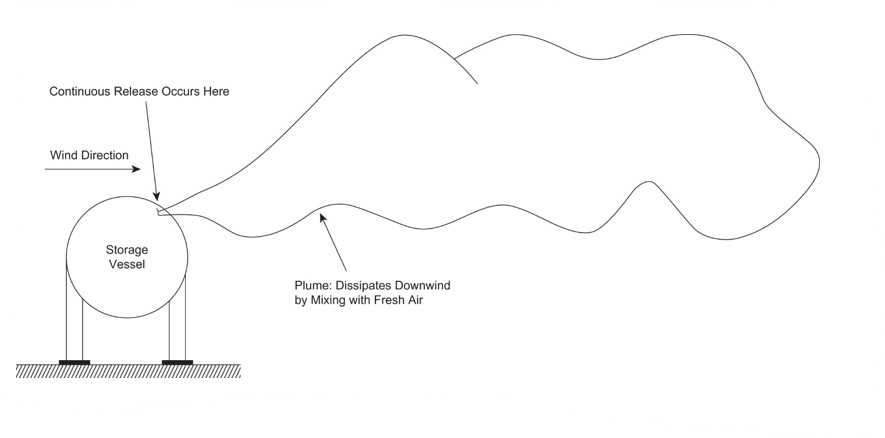 Continuous Release Occurs Here
Wind Direction
Storage
Vessel
Plume: Dissipates Downwind
by Mixing with Fresh Air